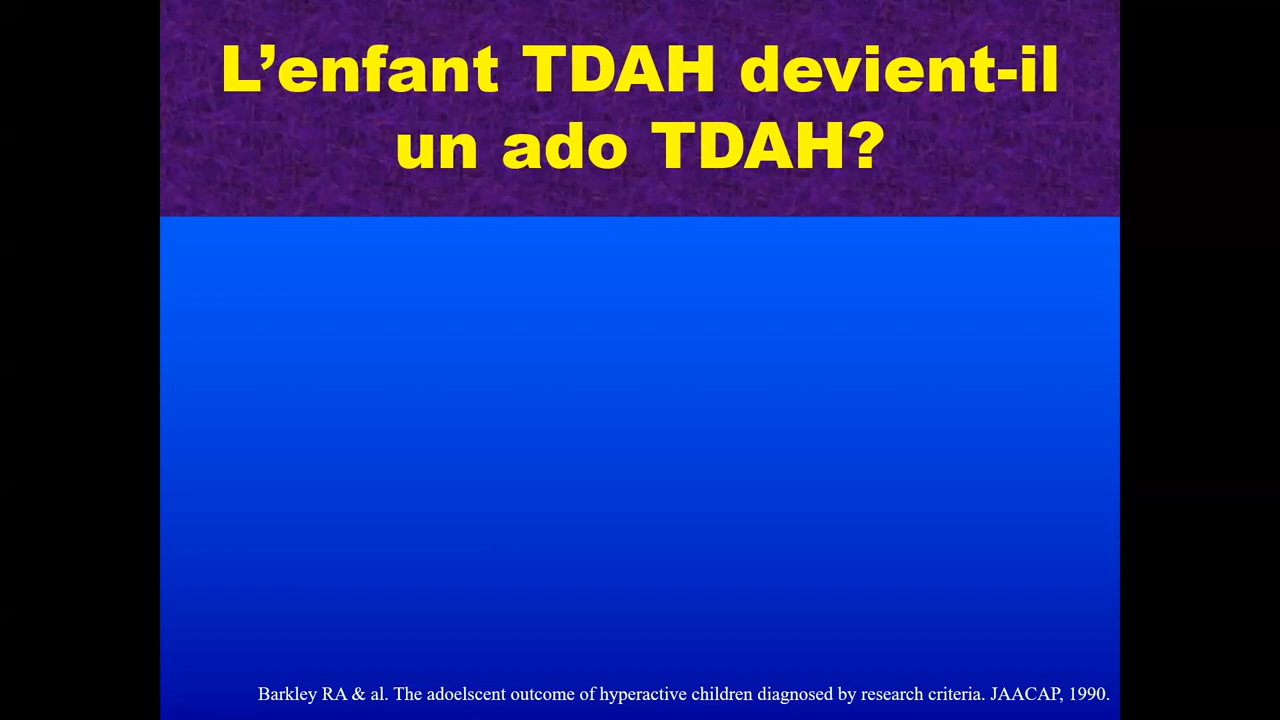 L’enfant TDAH devient-il
un ado TDAH?
Barkley RA & al. The adoelscent outcome of hyperactive children diagnosed by research criteria. JAACAP, 1990.